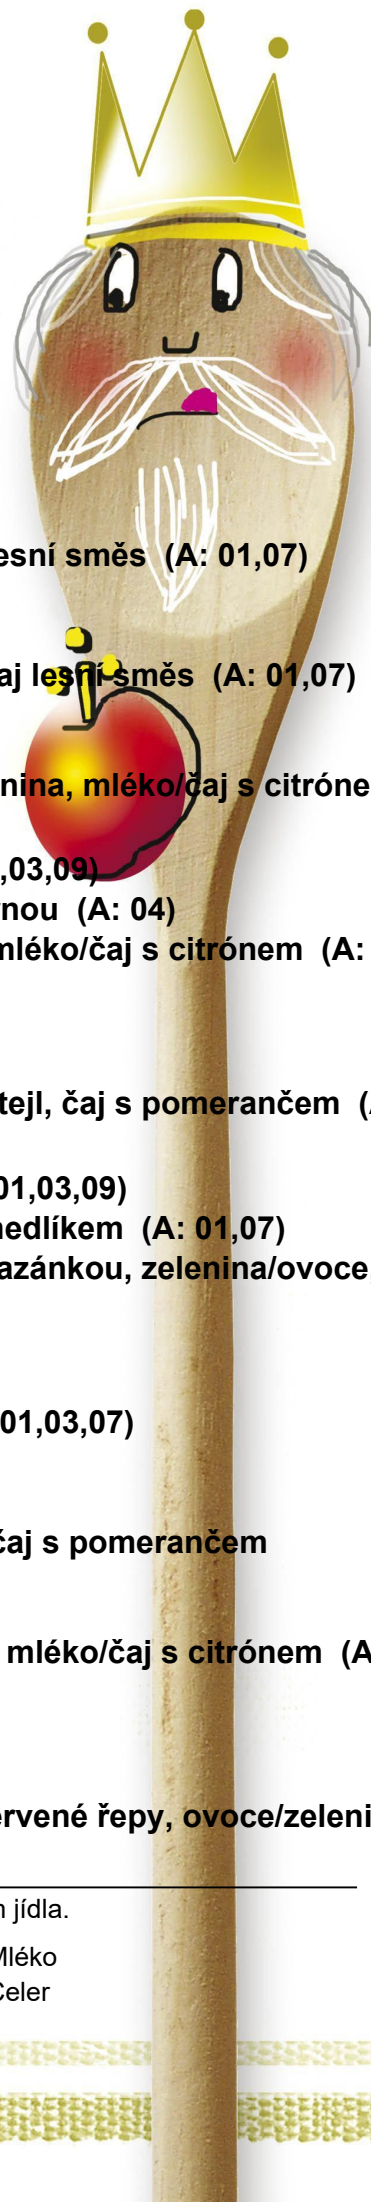 esní směs (A: 01,07)
aj lesní směs (A: 01,07)
nina, mléko/čaj s citróne
,03,09)
nou (A: 04)
mléko/čaj s citrónem (A:
tejl, čaj s pomerančem (
01,03,09)
nedlíkem (A: 01,07)
azánkou, zelenina/ovoce,
01,03,07)
čaj s pomerančem
mléko/čaj s citrónem (A
ervené řepy, ovoce/zeleni
jídla.
Mléko
Celer